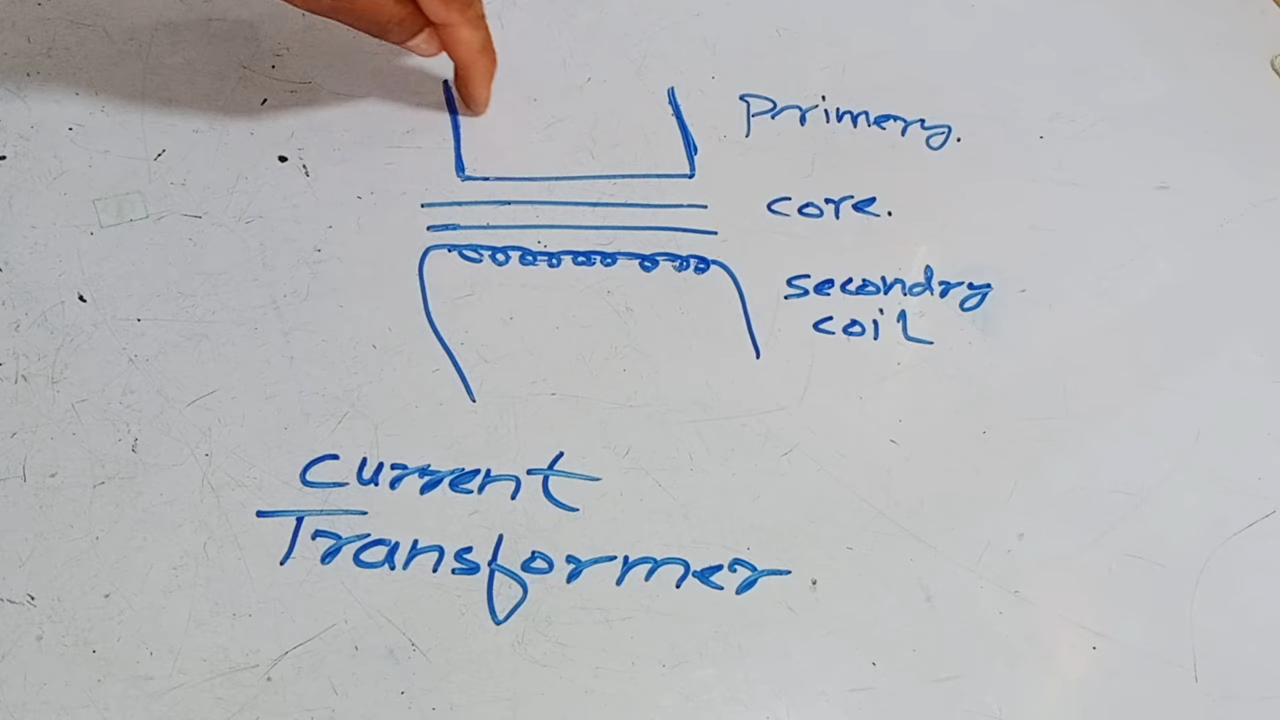 Primery.
core.
secondry
coil
Current
Transformer